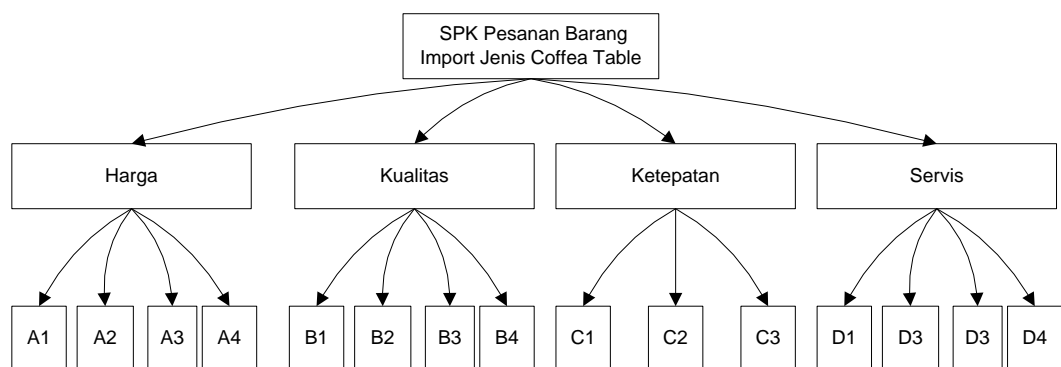 SPK Pesanan Barang
Import Jenis Coffea Table
Harga
Kualitas
Ketepatan
Servis
A1
A2
A3
A4
B1
B2
B3
B4
C1
C2
C3
D1
D3
D3
D4